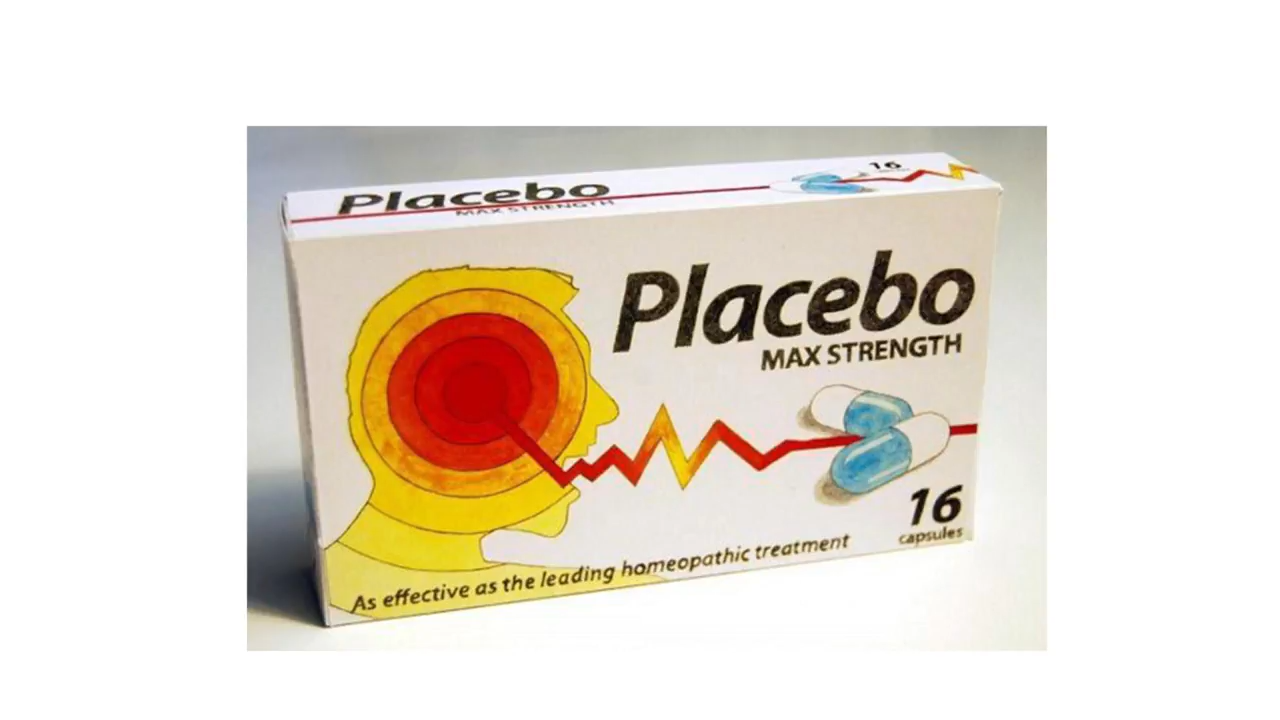 Placebo
MAX STRENGTH
16
Placebo
MAX STRENGTH
16
capsules
As effective as the leading homeopathic treatment